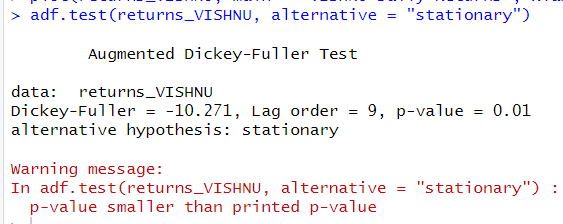 > adf.test(returns_VISHNU, alternative = "stationary")
Augmented Dickey-Fuller Test
data:  returns_VISHNU
Dickey-Fuller = -10.271, Lag order = 9, p-value = 0.01
alternative hypothesis: stationary
Warning message:
In adf.test(returns_VISHNU, alternative = "stationary") :
  p-value smaller than printed p-value